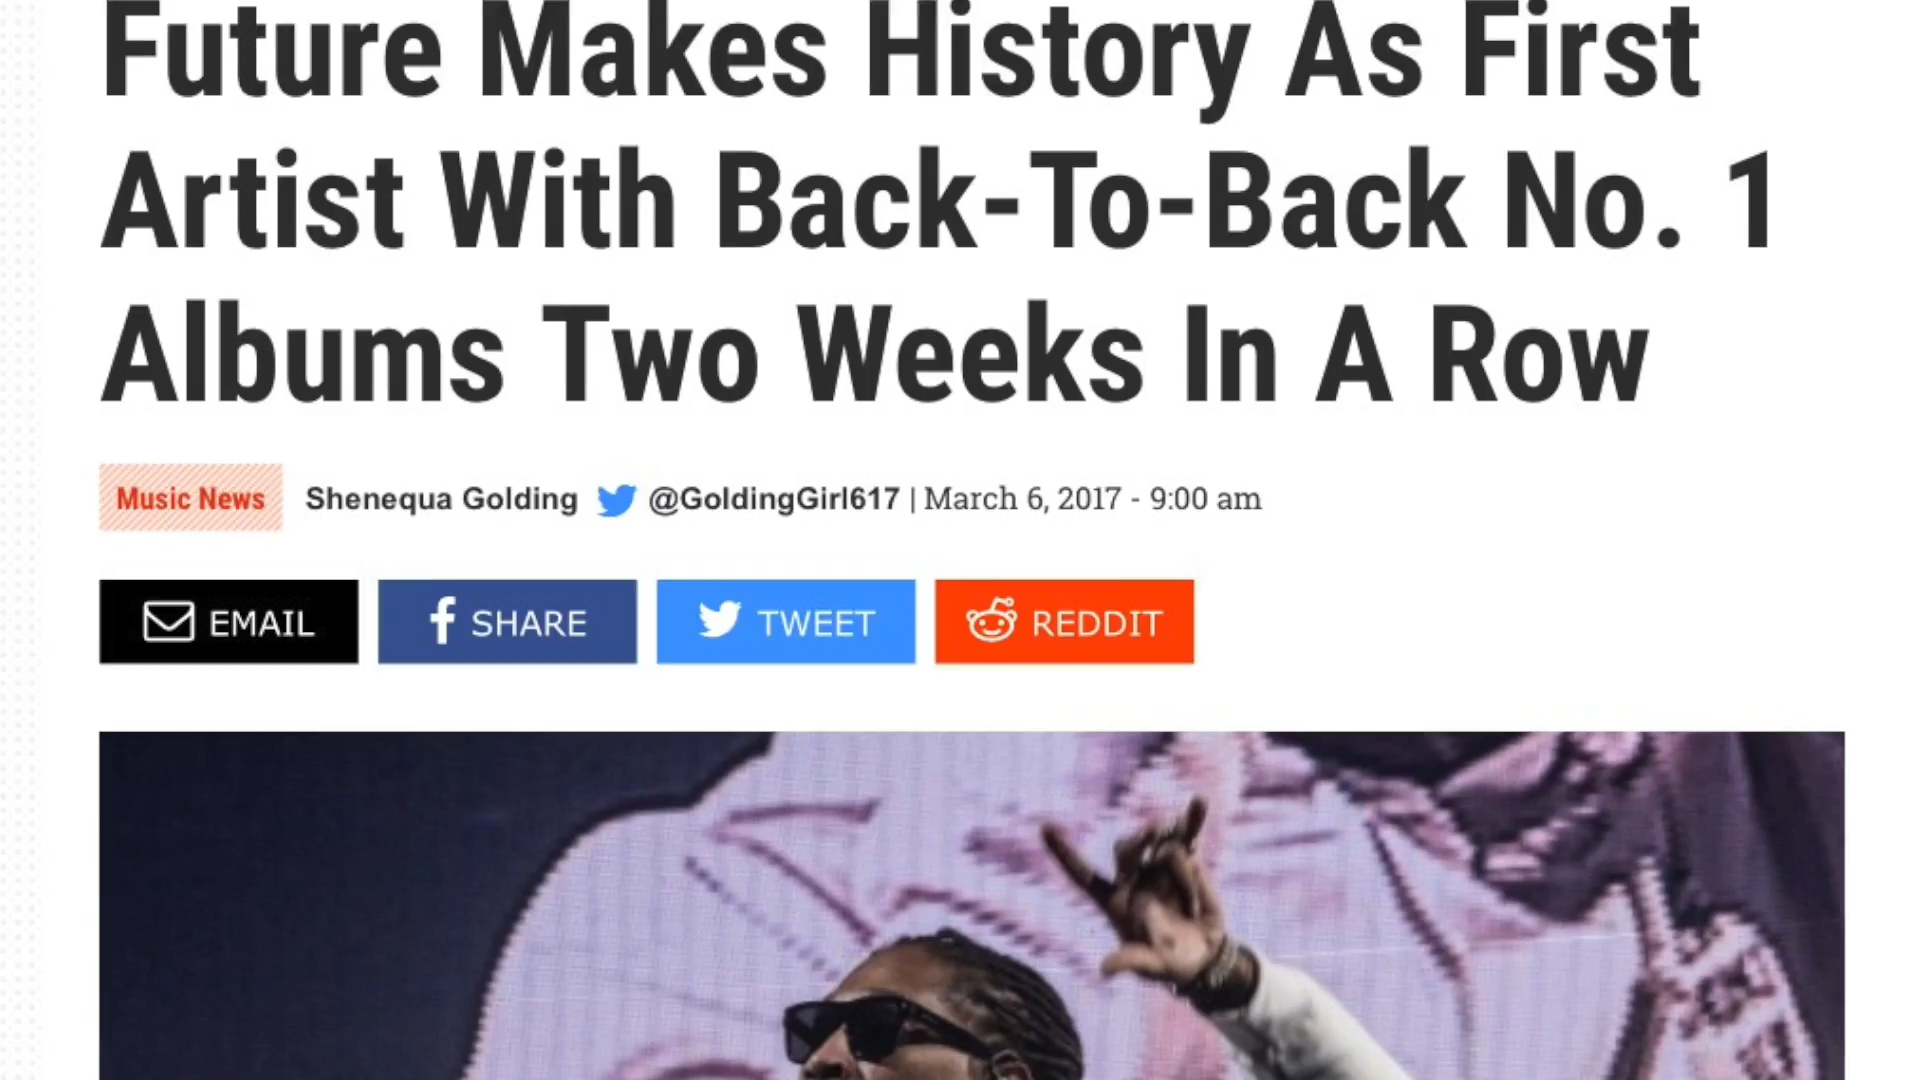 Future Makes History As First
Artist With Back-To-Back No. 1
Albums Two Weeks In A Row
Music News Shenequa Golding @GoldingGirl617 | March 6, 2017 - 9:00 am
EMAIL SHARE TWEET REDDIT